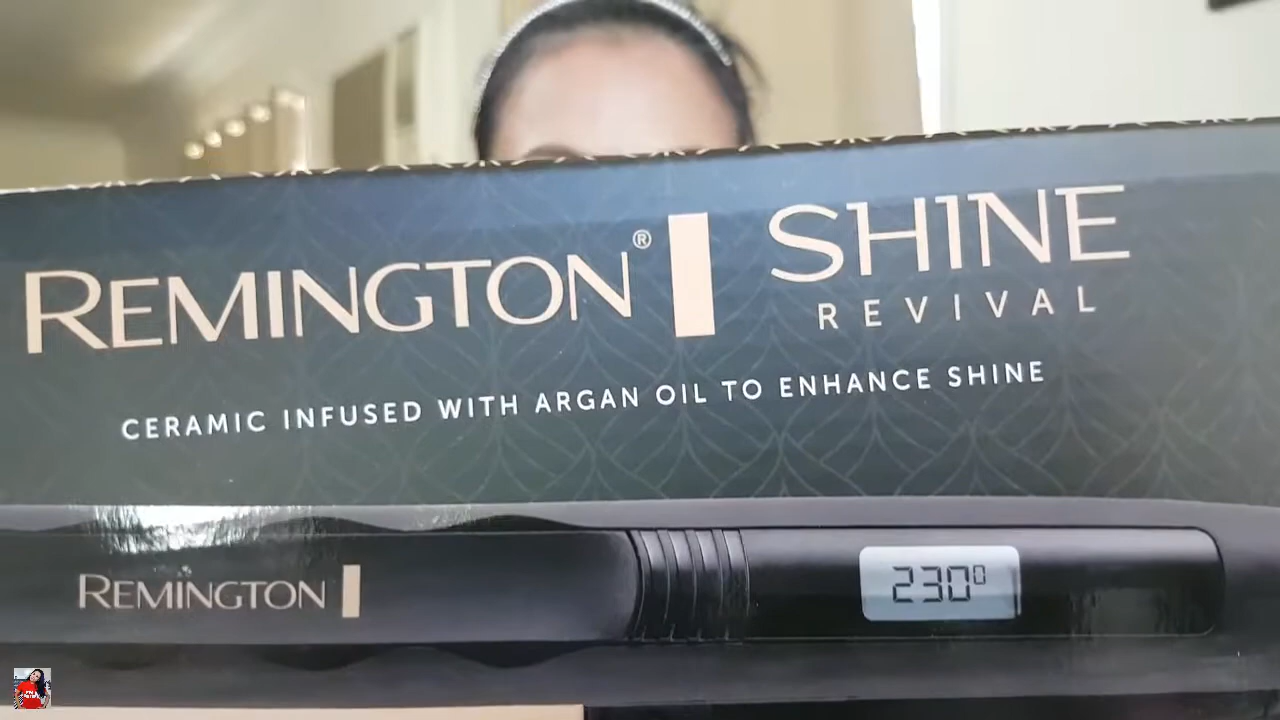 REMINGTON®
SHINE
REVIVAL
CERAMIC INFUSED WITH ARGAN OIL TO ENHANCE SHINE
REMINGTON
230°